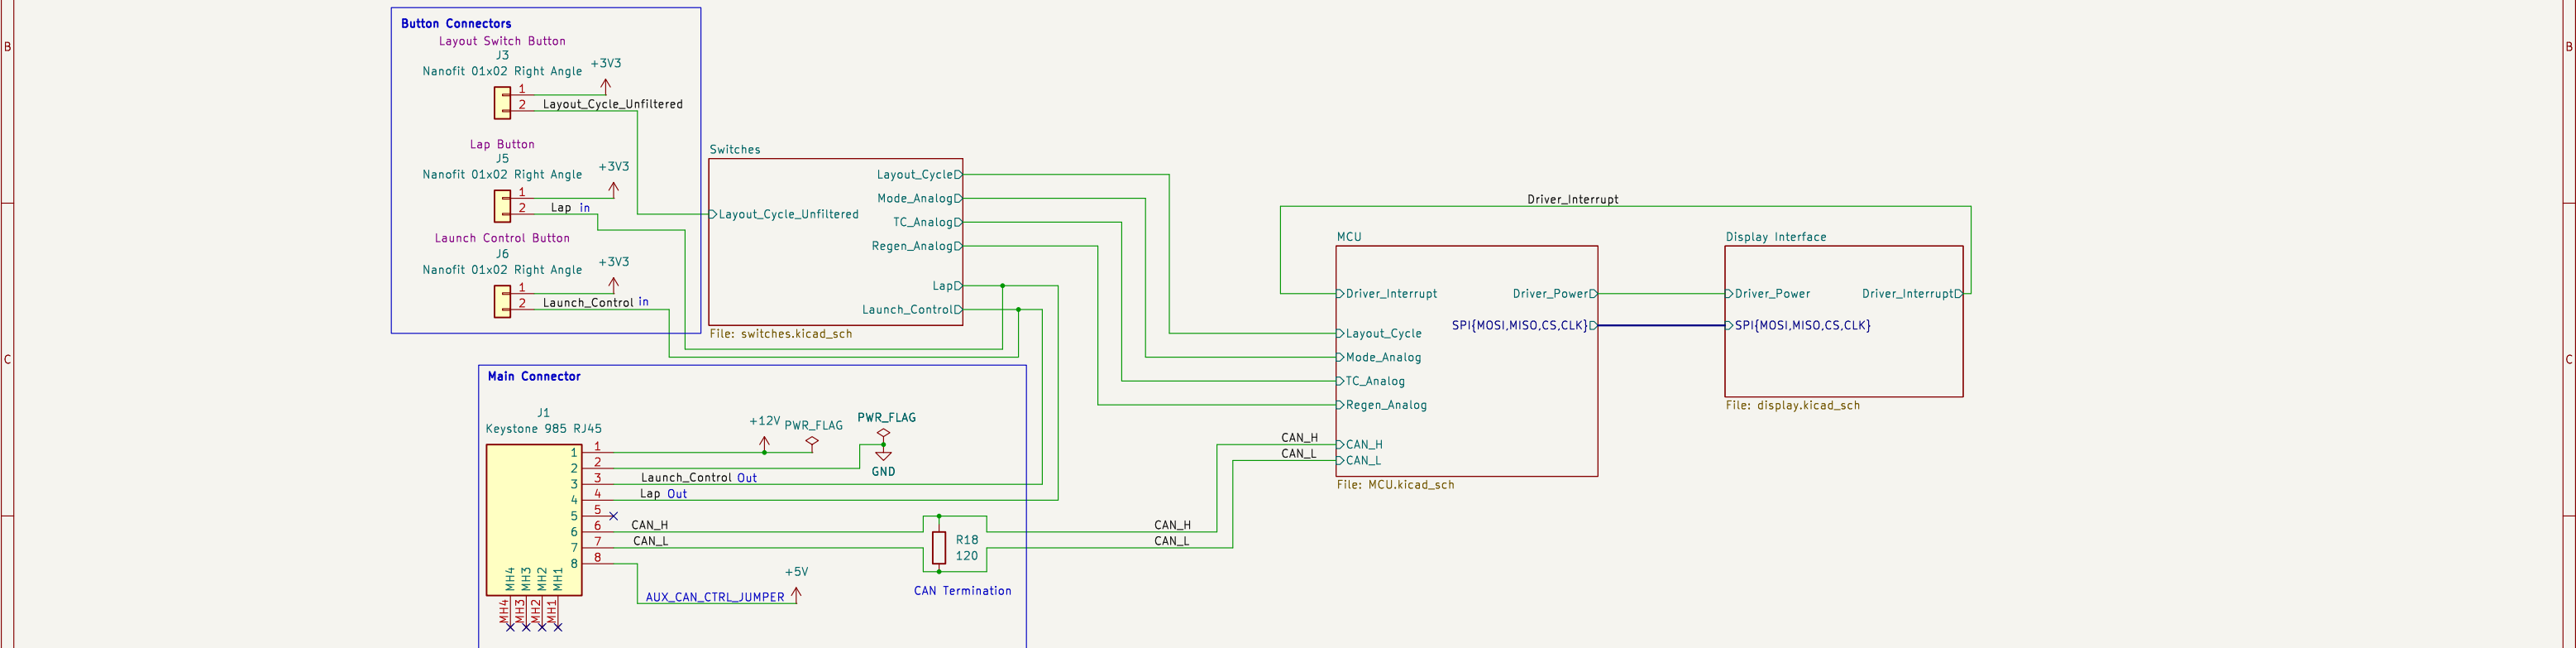 B
B
C
C
Button Connectors
Layout Switch Button
J3
Nanofit 01x02 Right Angle
+3V3
1
2
Layout_Cycle_Unfiltered
Lap Button
J5
Nanofit 01x02 Right Angle
+3V3
1
2
Lap in
Launch Control Button
J6
Nanofit 01x02 Right Angle
+3V3
1
2
Launch_Control in
Switches
Layout_Cycle_Unfiltered
Layout_Cycle
Mode_Analog
TC_Analog
Regen_Analog
Lap
Launch_Control
File: switches.kicad_sch
Driver_Interrupt
MCU
Driver_Interrupt
Driver_Power
SPI{MOSI,MISO,CS,CLK}
Layout_Cycle
Mode_Analog
TC_Analog
Regen_Analog
CAN_H
CAN_H
CAN_L
CAN_L
File: MCU.kicad_sch
Display Interface
Driver_Power
Driver_Interrupt
SPI{MOSI,MISO,CS,CLK}
File: display.kicad_sch
Main Connector
J1
Keystone 985 RJ45
1
2
3
4
5
6
7
8
1
2
3
4
5
6
7
8
MH4
MH3
MH2
MH1
MH4
MH3
MH2
MH1
+12V
PWR_FLAG
PWR_FLAG
GND
Launch_Control Out
Lap Out
CAN_H
CAN_L
CAN_H
CAN_L
R18
120
CAN Termination
+5V
AUX_CAN_CTRL_JUMPER